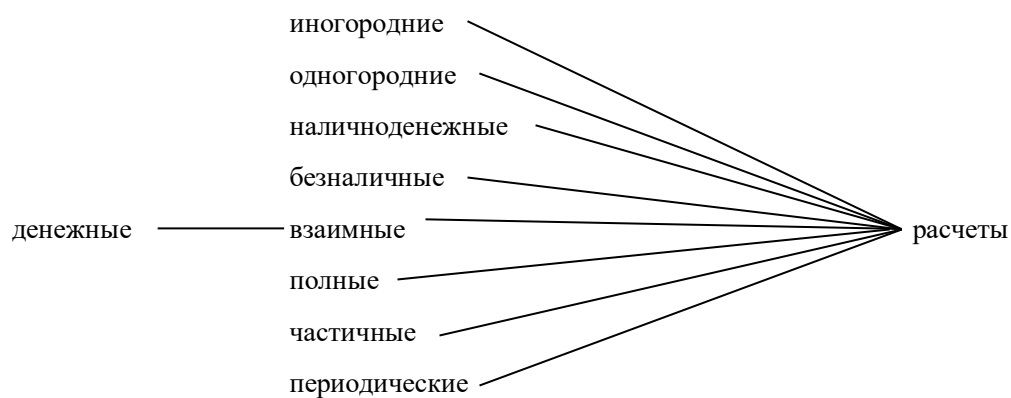 иногородние
одногородние
наличноденежные
безналичные
денежные взаимные расчеты
полные
частичные
периодические